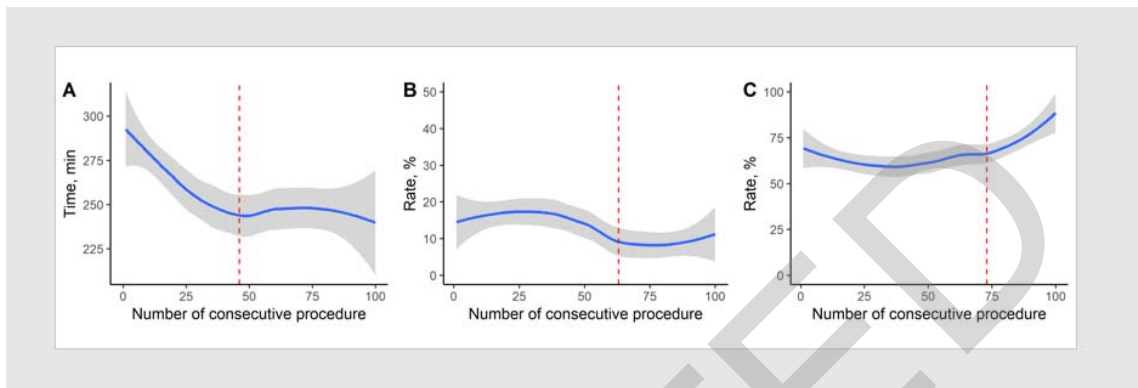 A
Time, min
300
275
250
225
0 25 50 75 100
Number of consecutive procedure
B
Rate, %
50
40
30
20
10
0
0 25 50 75 100
Number of consecutive procedure
C
Rate, %
100
75
50
25
0
0 25 50 75 100
Number of consecutive procedure